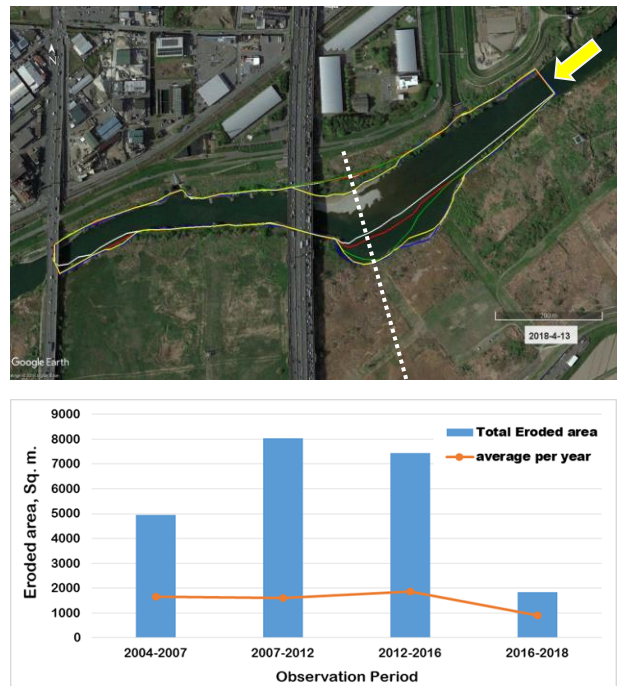 N
200 m
2018-4-13
Google Earth
9000
8000
7000
6000
5000
4000
3000
2000
1000
0
Eroded area, Sq. m.
Total Eroded area
average per year
2004-2007
2007-2012
2012-2016
2016-2018
Observation Period